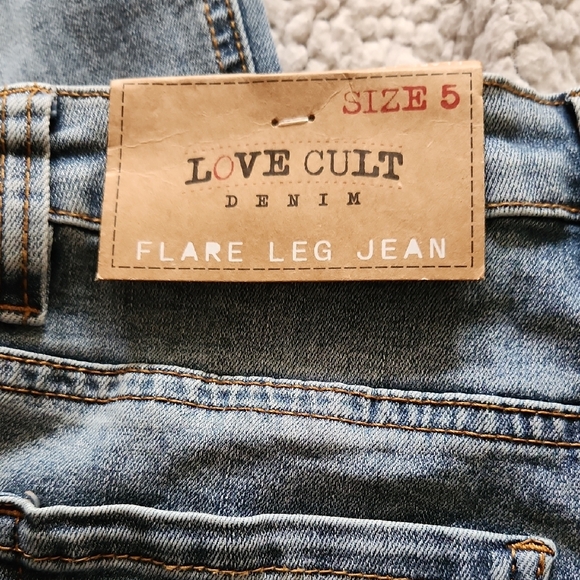 SIZE 5
LOVE CULT
DENIM
FLARE LEG JEAN